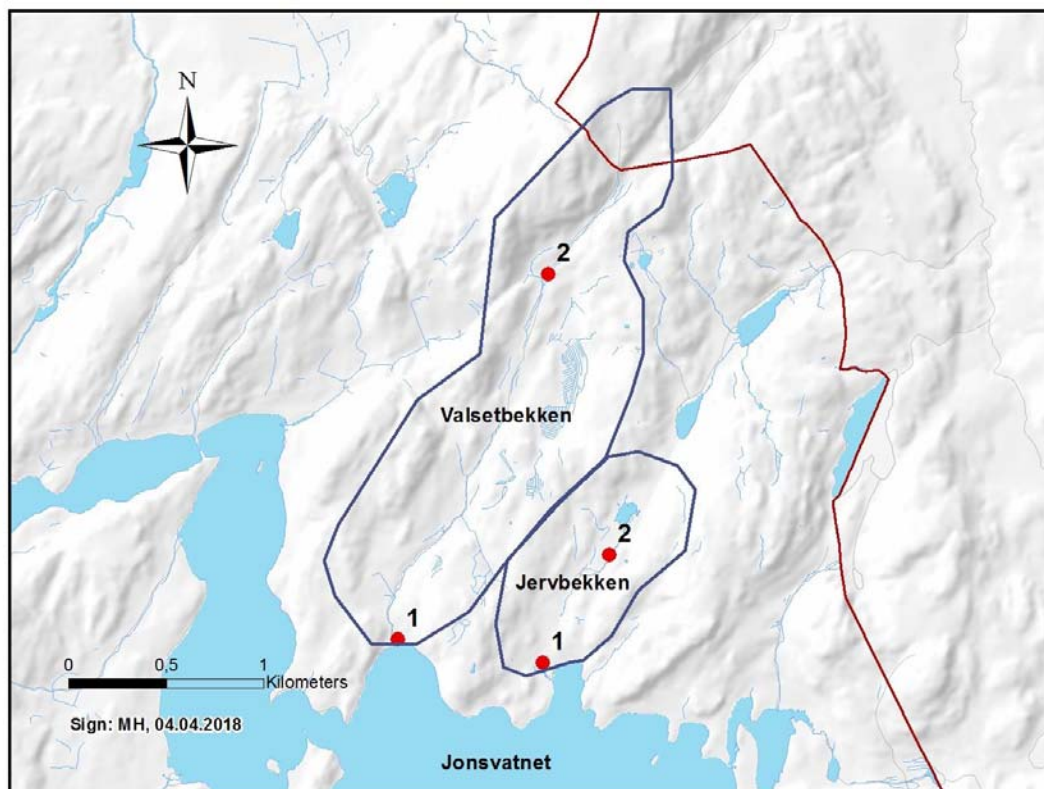 N
2
Valsetbekken
2
Jervbekken
1
1
0 0,5 1
Kilometers
Sign: MH, 04.04.2018
Jonsvatnet